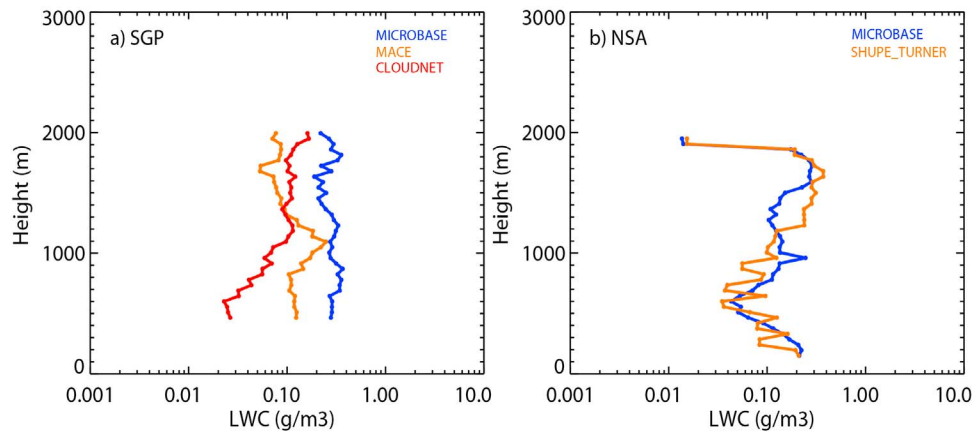 a) SGP
MICROBASE
MACE
CLOUDNET
3000
2000
1000
0
Height (m)
0.001
0.01
0.10
1.00
10.0
LWC (g/m3)
b) NSA
MICROBASE
SHUPE_TURNER
3000
2000
1000
0
Height (m)
0.001
0.01
0.10
1.00
10.0
LWC (g/m3)